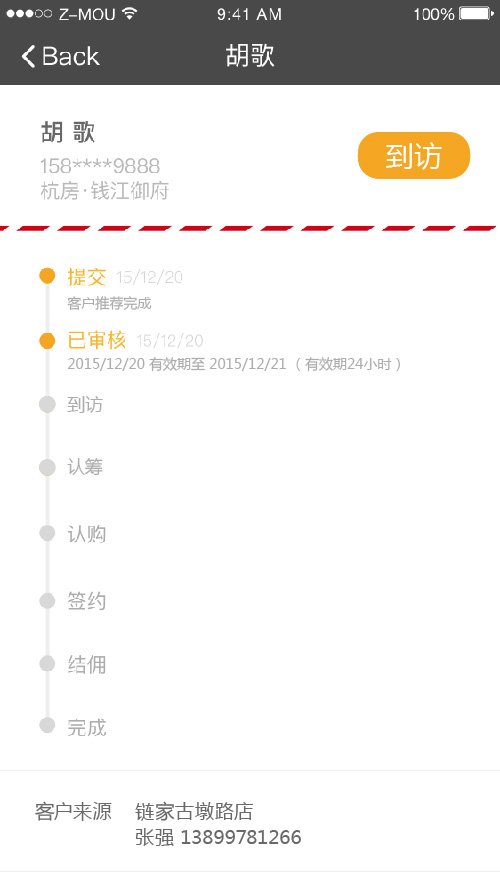 Z-MOU 9:41 AM 100%
Back 胡歌
胡 歌
158****9888
杭房·钱江御府
到访
提交 15/12/20
客户推荐完成
已审核 15/12/20
2015/12/20 有效期至 2015/12/21 ( 有效期24小时 )
到访
认筹
认购
签约
结佣
完成
客户来源 链家古墩路店
张强 13899781266